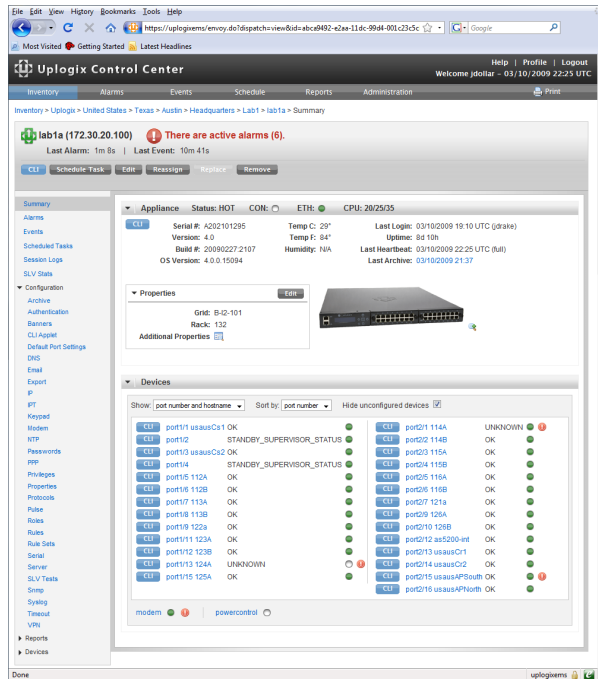 File Edit View History Bookmarks Tools Help
https://uplogixems/envoy.do?dispatch=view&id=abca9492-e2aa-11dc-99d4-001c23c5c
Google
Most Visited Getting Started Latest Headlines
Uplogix Control Center
Help | Profile | Logout
Welcome jdollar - 03/10/2009 22:25 UTC
Inventory Alarms Events Schedule Reports Administration Print
Inventory > Uplogix > United States > Texas > Austin > Headquarters > Lab1 > lab1a > Summary
lab1a (172.30.20.100) There are active alarms (6).
Last Alarm: 1m 8s | Last Event: 10m 41s
CLI Schedule Task Edit Reassign Replace Remove
Summary
Alarms
Events
Scheduled Tasks
Session Logs
SLV Stats
Configuration
Archive
Authentication
Banners
CLI Applet
Default Port Settings
DNS
Email
Export
IP
IPT
Keypad
Modem
NTP
Passwords
PPP
Privileges
Properties
Protocols
Pulse
Roles
Rules
Rule Sets
Serial
Server
SLV Tests
Snmp
Syslog
Timeout
VPN
Reports
Devices
Appliance Status: HOT CON: ETH: CPU: 20/25/35
CLI Serial #: A202101295 Temp C: 29° Last Login: 03/10/2009 19:10 UTC (jdrake)
Version: 4.0 Temp F: 84° Uptime: 8d 10h
Build #: 20090227.2107 Humidity: N/A Last Heartbeat: 03/10/2009 22:25 UTC (full)
OS Version: 4.0.0.15094 Last Archive: 03/10/2009 21:37
Properties Edit
Grid: B-I2-101
Rack: 132
Additional Properties
Devices
Show: port number and hostname Sort by: port number Hide unconfigured devices
CLI port1/1 usausCs1 OK
CLI port1/2 STANDBY_SUPERVISOR_STATUS
CLI port1/3 usausCs2 OK
CLI port1/4 STANDBY_SUPERVISOR_STATUS
CLI port1/5 112A OK
CLI port1/6 112B OK
CLI port1/7 113A OK
CLI port1/8 113B OK
CLI port1/9 122a OK
CLI port1/11 123A OK
CLI port1/12 123B OK
CLI port1/13 124A UNKNOWN
CLI port1/15 125A OK
CLI port2/1 114A UNKNOWN
CLI port2/2 114B OK
CLI port2/3 115A OK
CLI port2/4 115B OK
CLI port2/5 116A OK
CLI port2/6 116B OK
CLI port2/7 121a OK
CLI port2/9 126A OK
CLI port2/10 126B OK
CLI port2/12 as5200-int OK
CLI port2/13 usausCr1 OK
CLI port2/14 usausCr2 OK
CLI port2/15 usausAPSouth OK
CLI port2/16 usausAPNorth OK
modem powercontrol
Done uplogixems